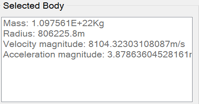 Selected Body
Mass: 1.097561E+22Kg
Radius: 806225.8m
Velocity magnitude: 8104.32303108087m/s
Acceleration magnitude: 3.87863604528161r